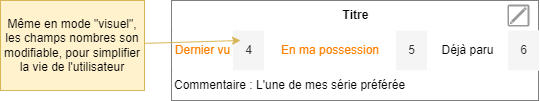 Même en mode "visuel",
les champs nombres son
modifiable, pour simplifier
la vie de l'utilisateur
Titre
Dernier vu 4 En ma possession 5 Déjà paru 6
Commentaire : L'une de mes série préférée